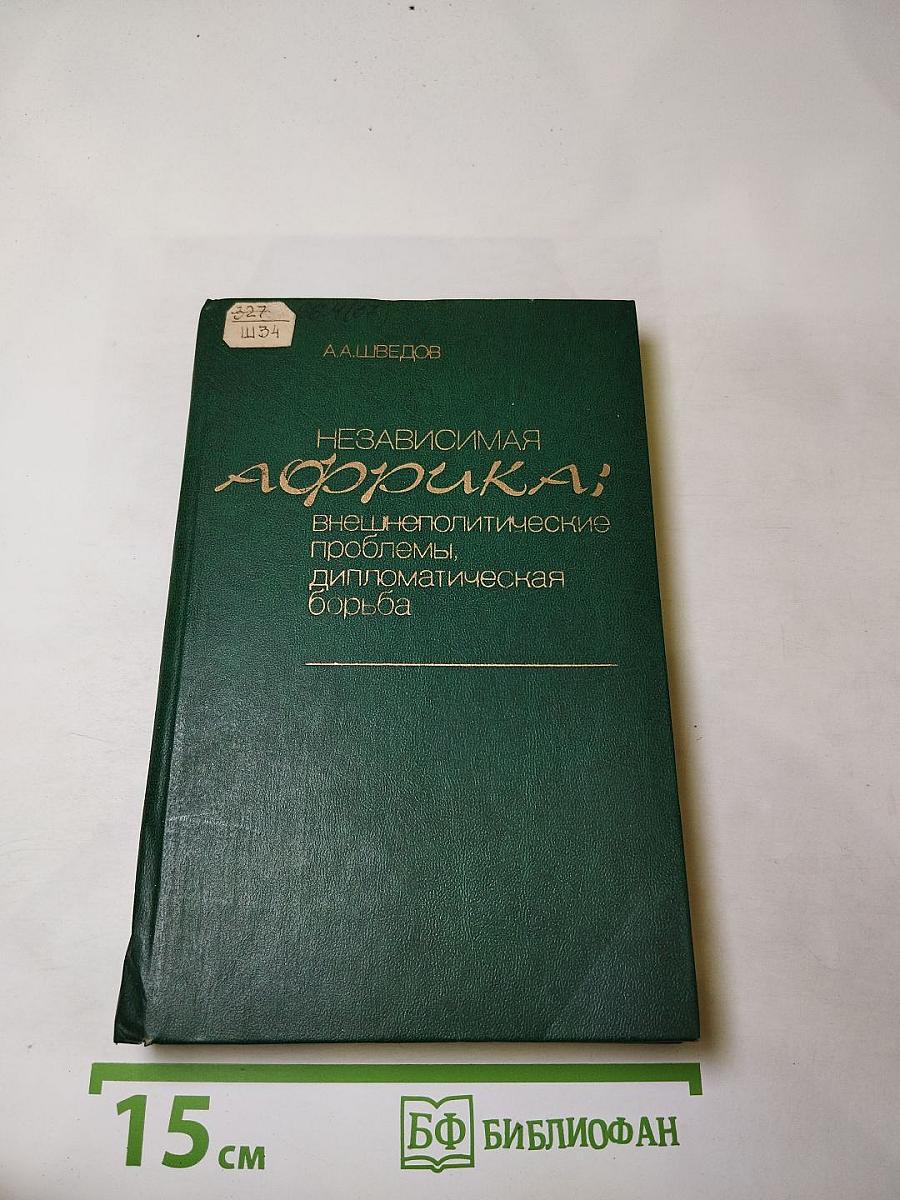 327
Ш34
А.А.ШВЕДОВ
НЕЗАВИСИМАЯ
АФРИКА:
ВНЕШНЕПОЛИТИЧЕСКИЕ
ПРОБЛЕМЫ,
ДИПЛОМАТИЧЕСКАЯ
БОРЬБА
15 см
БФ БИБЛИОФАН